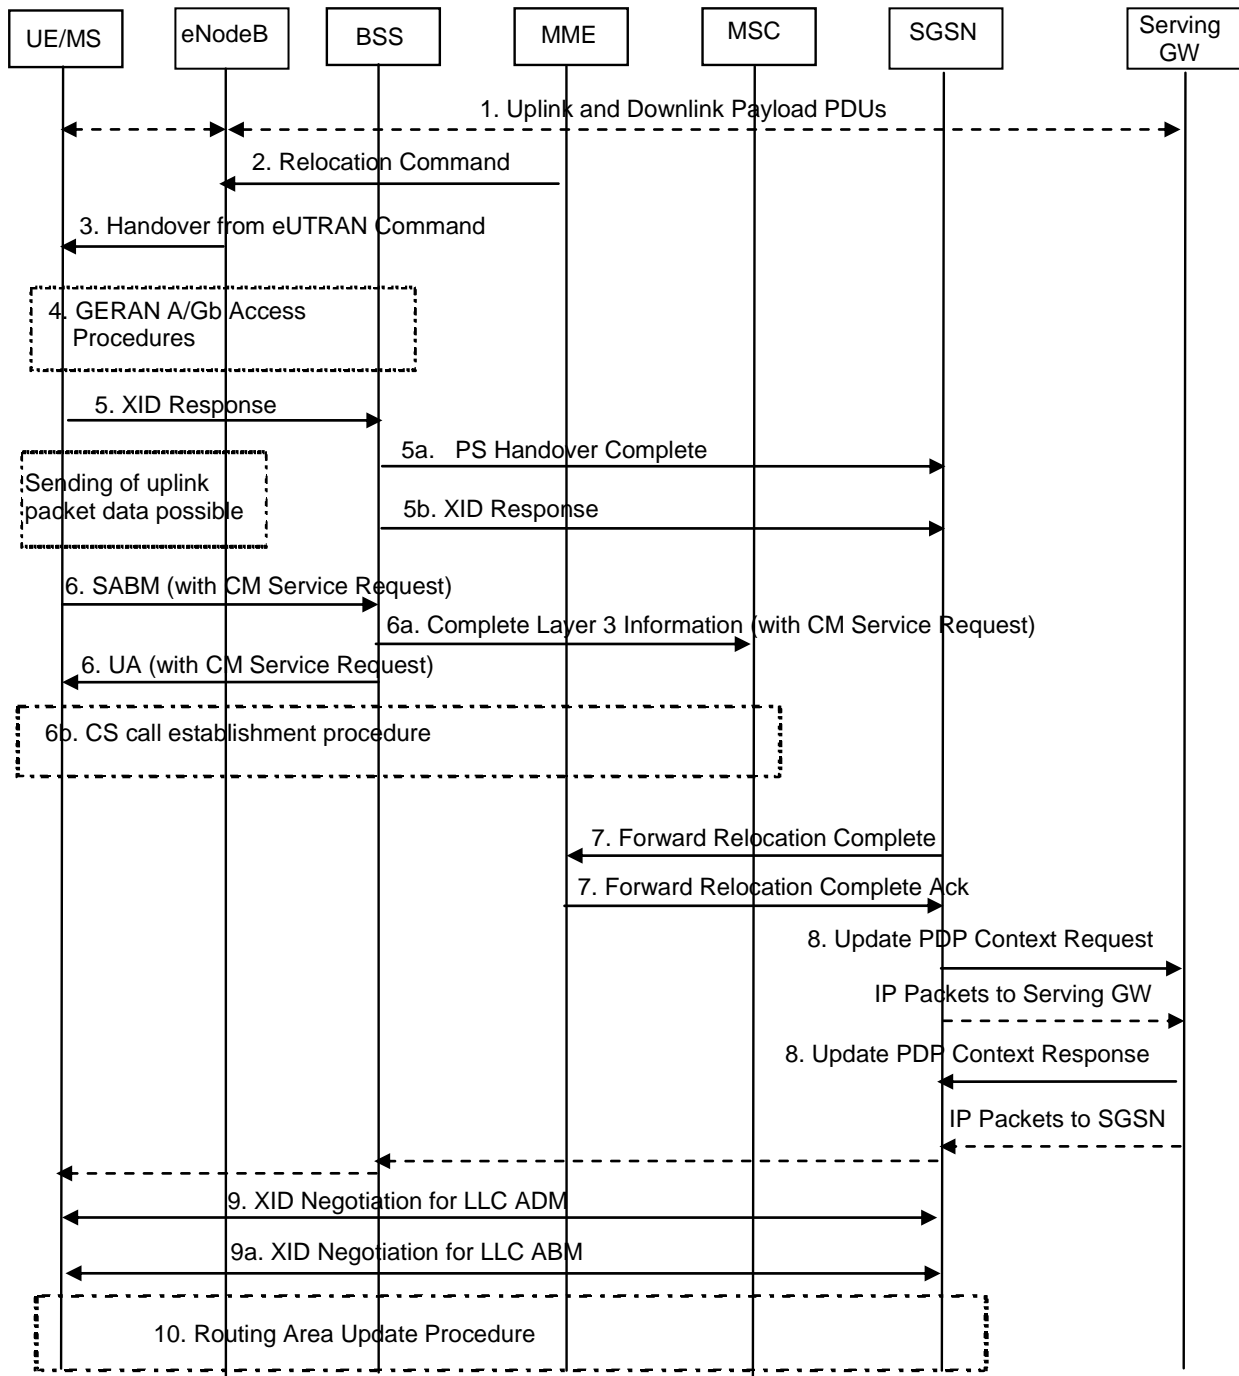 UE/MS
eNodeB
BSS
MME
MSC
SGSN
Serving
GW
1. Uplink and Downlink Payload PDUs
2. Relocation Command
3. Handover from eUTRAN Command
4. GERAN A/Gb Access
Procedures
5. XID Response
5a. PS Handover Complete
Sending of uplink
packet data possible
5b. XID Response
6. SABM (with CM Service Request)
6a. Complete Layer 3 Information (with CM Service Request)
6. UA (with CM Service Request)
6b. CS call establishment procedure
7. Forward Relocation Complete
7. Forward Relocation Complete Ack
8. Update PDP Context Request
IP Packets to Serving GW
8. Update PDP Context Response
IP Packets to SGSN
9. XID Negotiation for LLC ADM
9a. XID Negotiation for LLC ABM
10. Routing Area Update Procedure